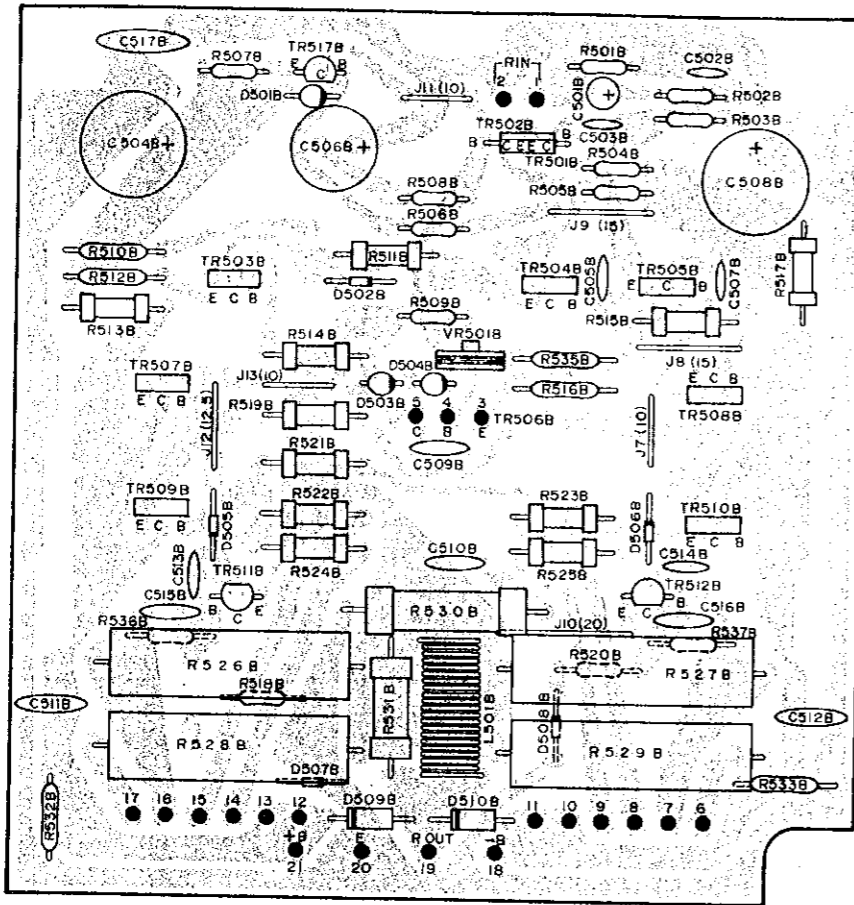 C517B
R507B
TR517B
E C B
D501B
J11 (10)
RIN
2 1
R501B
C501B
+
C502B
R502B
R503B
C503B
TR502B
B C E E C B
TR501B
R504B
R505B
J9 (15)
C504B+
C506B
+
C508B
+
R508B
R506B
R510B
R512B
R513B
TR503B
E C B
R511B
D502B
R509B
TR504B
E C B
C505B
TR505B
E C B
C507B
R517B
R515B
J8 (15)
R514B
VR501B
J13 (10)
D504B
D503B
R535B
R516B
TR507B
E C B
J12 (12.5)
R519B
5 4 3
C B E
TR506B
C509B
E C B
TR508B
J7 (10)
R521B
TR509B
E C B
D505B
R522B
R524B
R523B
R525B
D506B
TR510B
E C B
C510B
C513B
C514B
TR511B
B C E
C515B
TR512B
E C B
C516B
R536B
R530B
J10 (20)
R537B
R526B
R518B
R520B
R527B
C511B
R531B
L501B
C512B
R528B
D507B
D508B
R529B
R532B
R533B
17 16 15 14 13 12
D509B
D510B
11 10 9 8 7 6
+B E R OUT -B
21 20 19 18